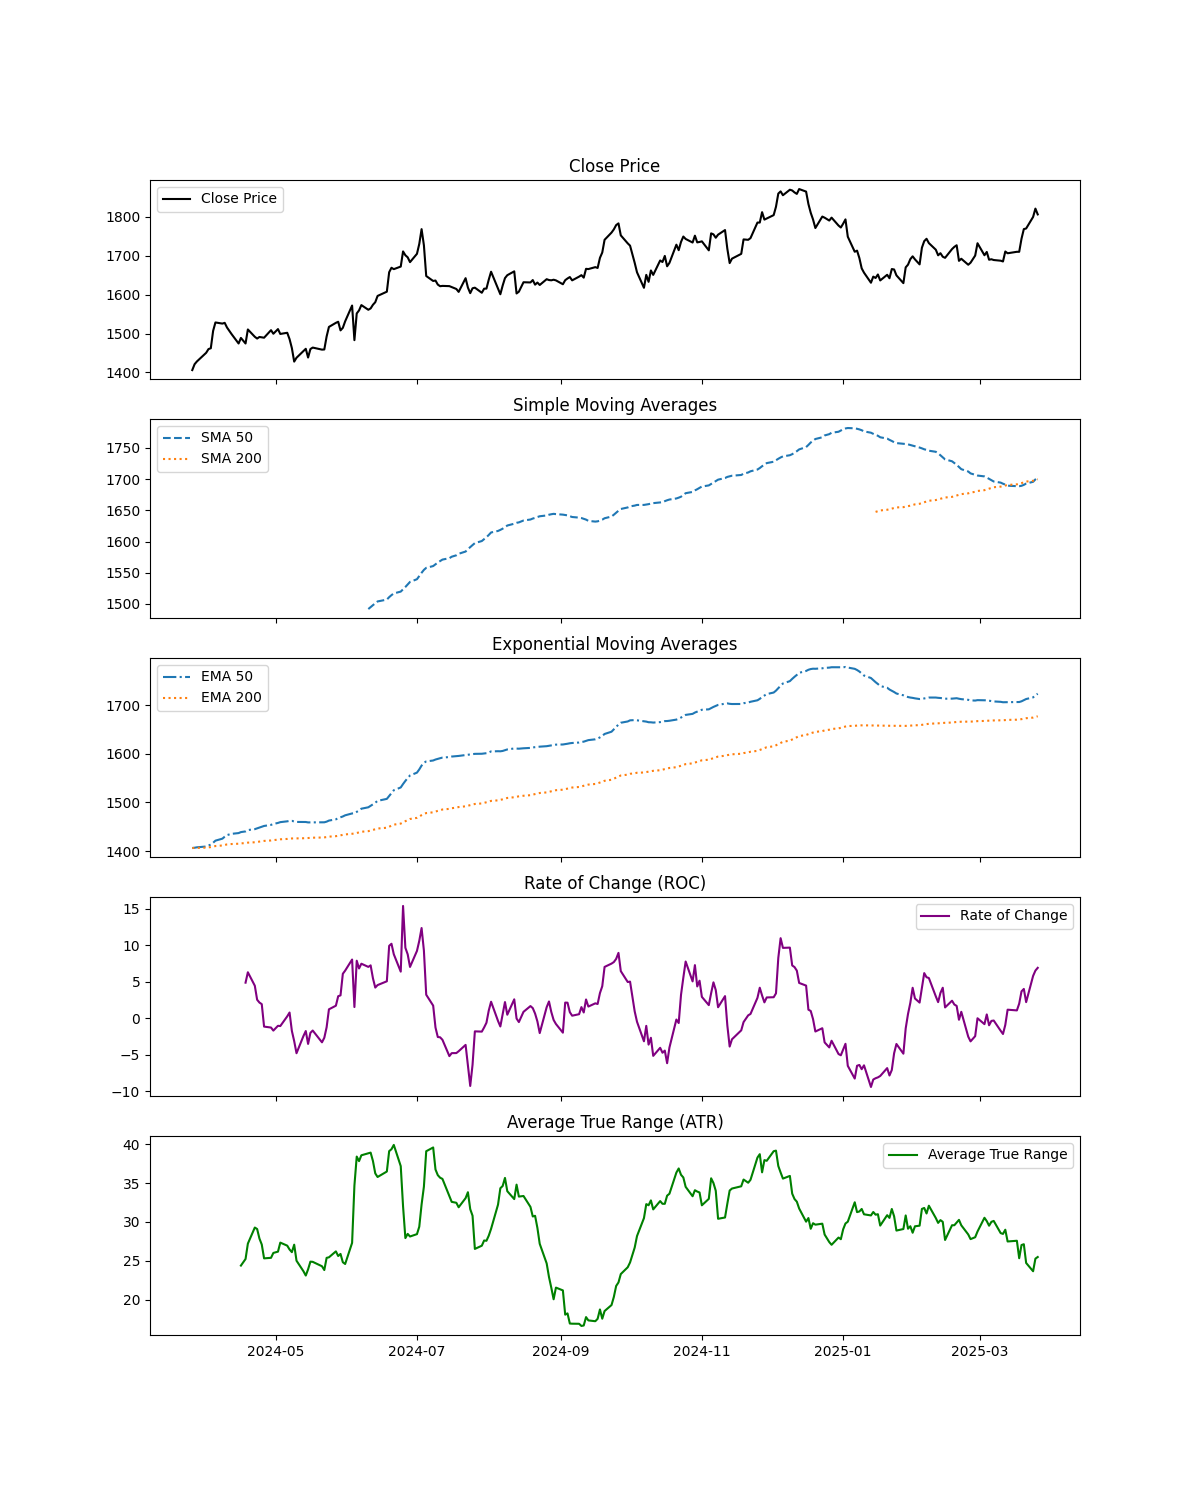 Close Price
Close Price
1800
1700
1600
1500
1400
Simple Moving Averages
SMA 50
SMA 200
1750
1700
1650
1600
1550
1500
Exponential Moving Averages
EMA 50
EMA 200
1700
1600
1500
1400
Rate of Change (ROC)
Rate of Change
15
10
5
0
−5
−10
Average True Range (ATR)
Average True Range
40
35
30
25
20
2024-05 2024-07 2024-09 2024-11 2025-01 2025-03